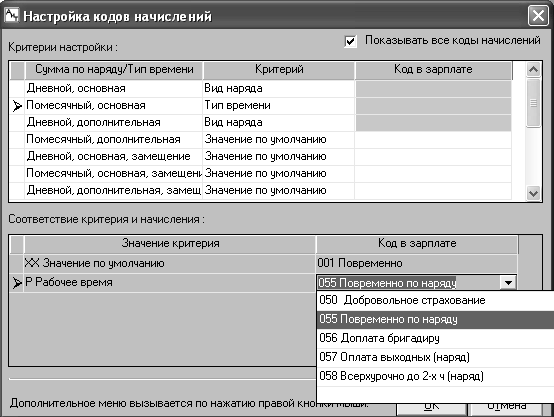 Настройка кодов начислений
Критерии настройки :
Показывать все коды начислений
Сумма по наряду/Тип времени Критерий Код в зарплате
Дневной, основная Вид наряда
Помесячный, основная Тип времени
Дневной, дополнительная Вид наряда
Помесячный, дополнительная Значение по умолчанию
Дневной, основная, замещение Значение по умолчанию
Помесячный, основная, замещени Значение по умолчанию
Дневной, дополнительная, замещ Значение по умолчанию
Соответствие критерия и начисления :
Значение критерия Код в зарплате
XX Значение по умолчанию 001 Повременно
Р Рабочее время 055 Повременно по наряду
050 Добровольное страхование
055 Повременно по наряду
056 Доплата бригадиру
057 Оплата выходных (наряд)
058 Всерхурочно до 2-х ч (наряд)
Дополнительное меню вызывается по нажатию правой кнопки мыши.
OK Отмена